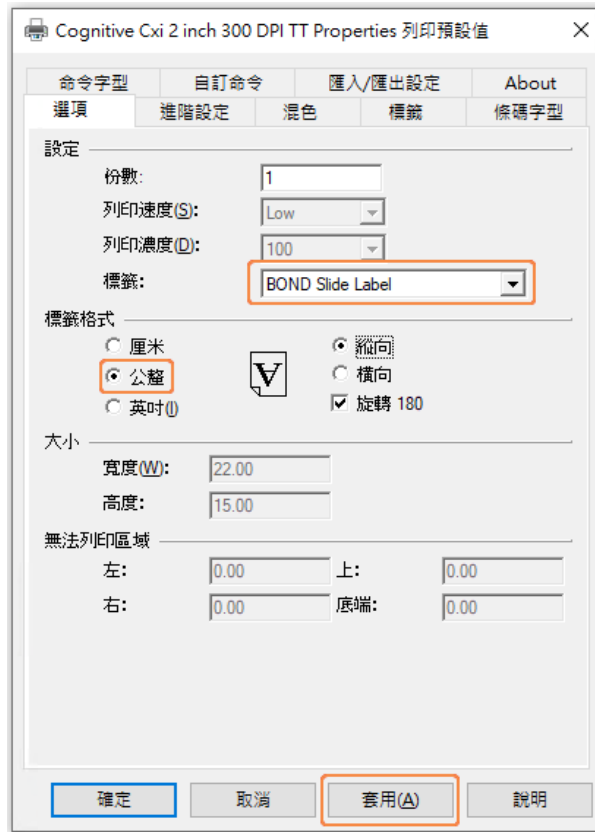 Cognitive Cxi 2 inch 300 DPI TT Properties 列印預設值
命令字型 自訂命令 匯入/匯出設定 About
選項 進階設定 混色 標籤 條碼字型
設定
份數: 1
列印速度(S): Low
列印濃度(D): 100
標籤: BOND Slide Label
標籤格式
厘米 縱向
公釐 A 橫向
英吋(I) 旋轉 180
大小
寬度(W): 22.00
高度: 15.00
無法列印區域
左: 0.00 上: 0.00
右: 0.00 底端: 0.00
確定 取消 套用(A) 說明